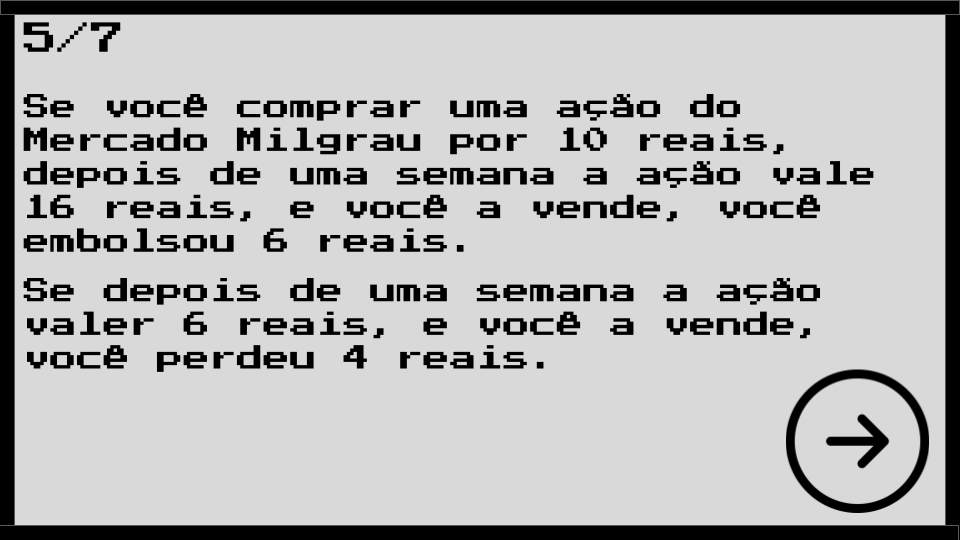 5/7
Se você comprar uma ação do
Mercado Milgrau por 10 reais,
depois de uma semana a ação vale
16 reais, e você a vende, você
embolsou 6 reais.
Se depois de uma semana a ação
valer 6 reais, e você a vende,
você perdeu 4 reais.